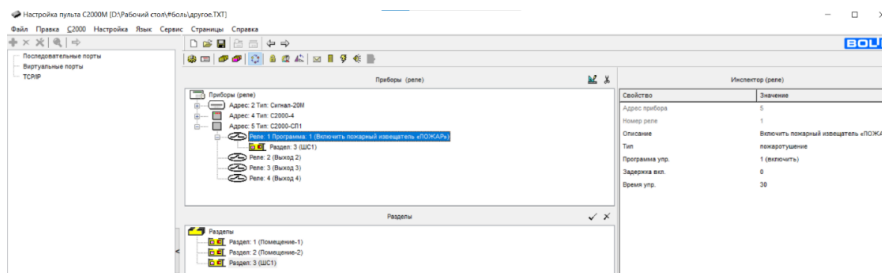 Настройка пульта С2000М [D:\Рабочий стол\#боль\другое.TXT]
Файл Правка С2000 Настройка Язык Сервис Страницы Справка
BOLI
Последовательные порты
Виртуальные порты
TCP/IP
Приборы (реле)
Приборы (реле)
Адрес: 2 Тип: Сигнал-20М
Адрес: 4 Тип: С2000-4
Адрес: 5 Тип: С2000-СП1
Реле: 1 Программа: 1 (Включить пожарный извещатель «ПОЖАР»)
Раздел: 3 (ШС1)
Реле: 2 (Выход 2)
Реле: 3 (Выход 3)
Реле: 4 (Выход 4)
Разделы
Разделы
Раздел: 1 (Помещение-1)
Раздел: 2 (Помещение-2)
Раздел: 3 (ШС1)
Инспектор (реле)
Свойство Значение
Адрес прибора 5
Номер реле 1
Описание Включить пожарный извещатель «ПОЖА
Тип пожаротушение
Программа упр. 1 (включить)
Задержка вкл. 0
Время упр. 30